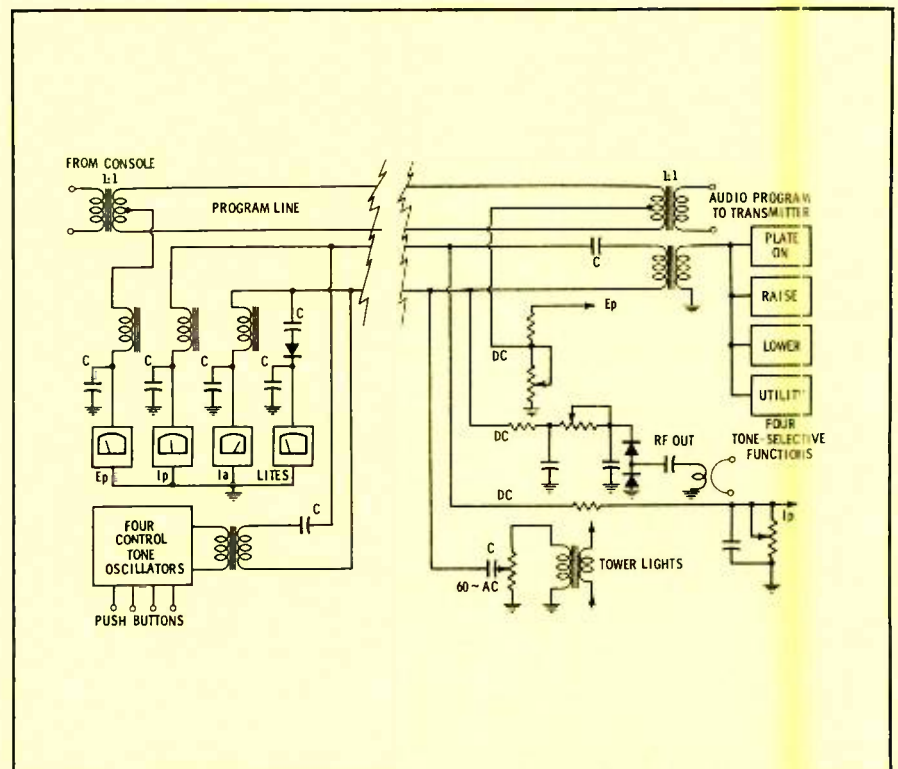 FROM CONSOLE
1:1
PROGRAM LINE
1:1
AUDIO PROGRAM
TO TRANSMITTER
C
PLATE
ON
RAISE
LOWER
UTILITY
FOUR
TONE-SELECTIVE
FUNCTIONS
Ep
DC
C
C
C
C
C
DC
RF OUT
Ep
Ip
Ia
LITES
DC
Ip
FOUR
CONTROL
TONE
OSCILLATORS
C
C
60~AC
TOWER LIGHTS
PUSH BUTTONS